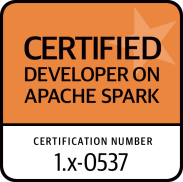 CERTIFIED
DEVELOPER ON
APACHE SPARK
CERTIFICATION NUMBER
1.x-0537